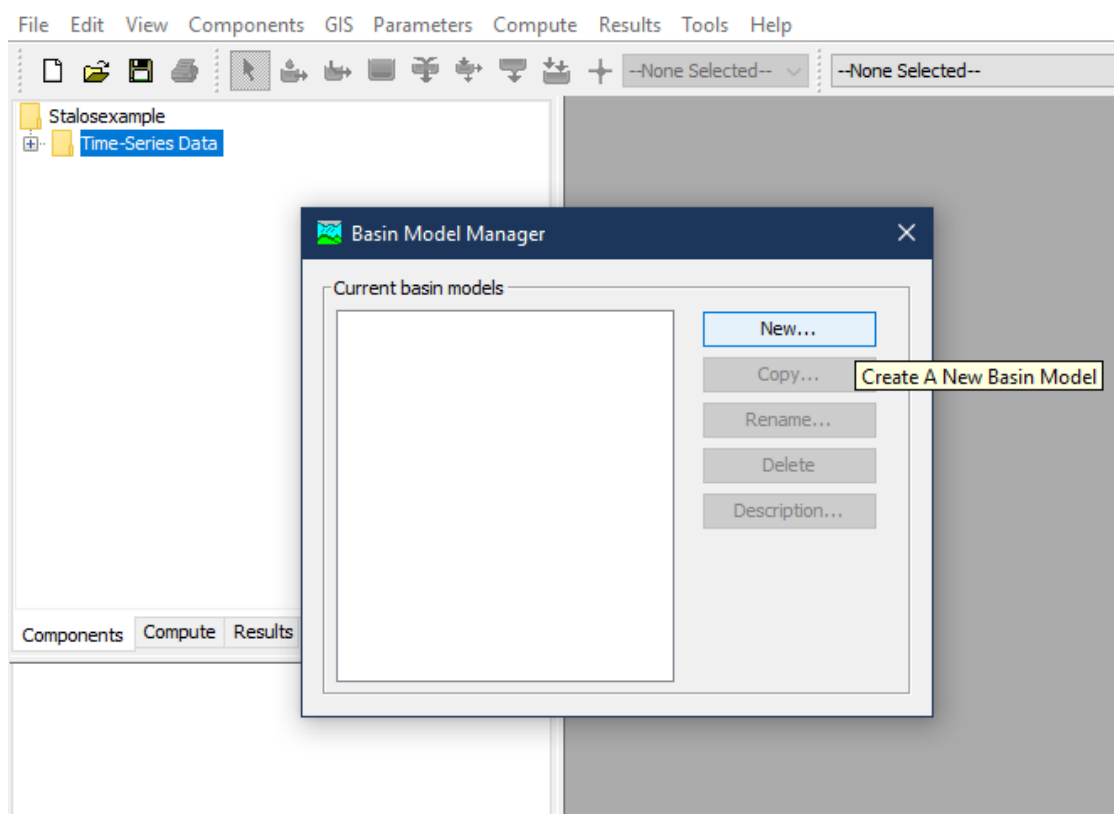 File Edit View Components GIS Parameters Compute Results Tools Help
--None Selected-- --None Selected--
Stalosexample
Time-Series Data
Basin Model Manager
Current basin models
New...
Copy...
Create A New Basin Model
Rename...
Delete
Description...
Components Compute Results